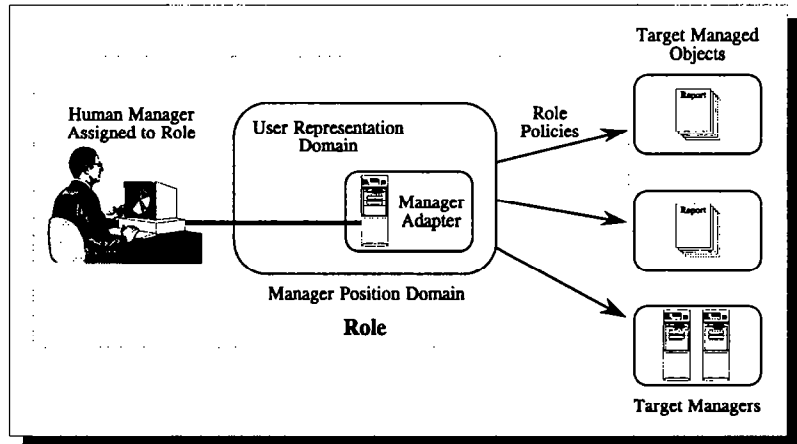 Target Managed
Objects
Report
Human Manager
Assigned to Role
User Representation
Domain
Role
Policies
Manager
Adapter
Report
Manager Position Domain
Role
Target Managers